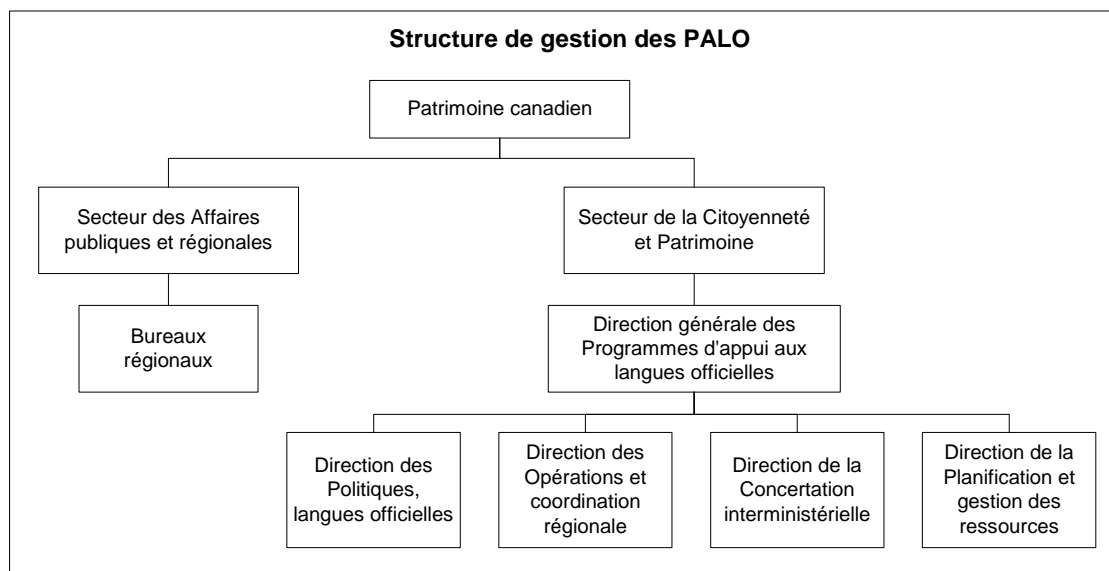 Structure de gestion des PALO
Patrimoine canadien
Secteur des Affaires
publiques et régionales
Secteur de la Citoyenneté
et Patrimoine
Bureaux
régionaux
Direction générale des
Programmes d'appui aux
langues officielles
Direction des
Politiques,
langues officielles
Direction des
Opérations et
coordination
régionale
Direction de la
Concertation
interministérielle
Direction de la
Planification et
gestion des
ressources